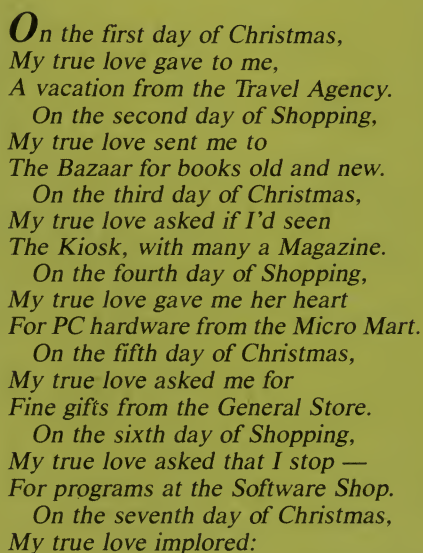 On the first day of Christmas,
My true love gave to me,
A vacation from the Travel Agency.
On the second day of Shopping,
My true love sent me to
The Bazaar for books old and new.
On the third day of Christmas,
My true love asked if I'd seen
The Kiosk, with many a Magazine.
On the fourth day of Shopping,
My true love gave me her heart
For PC hardware from the Micro Mart.
On the fifth day of Christmas,
My true love asked me for
Fine gifts from the General Store.
On the sixth day of Shopping,
My true love asked that I stop —
For programs at the Software Shop.
On the seventh day of Christmas,
My true love implored: